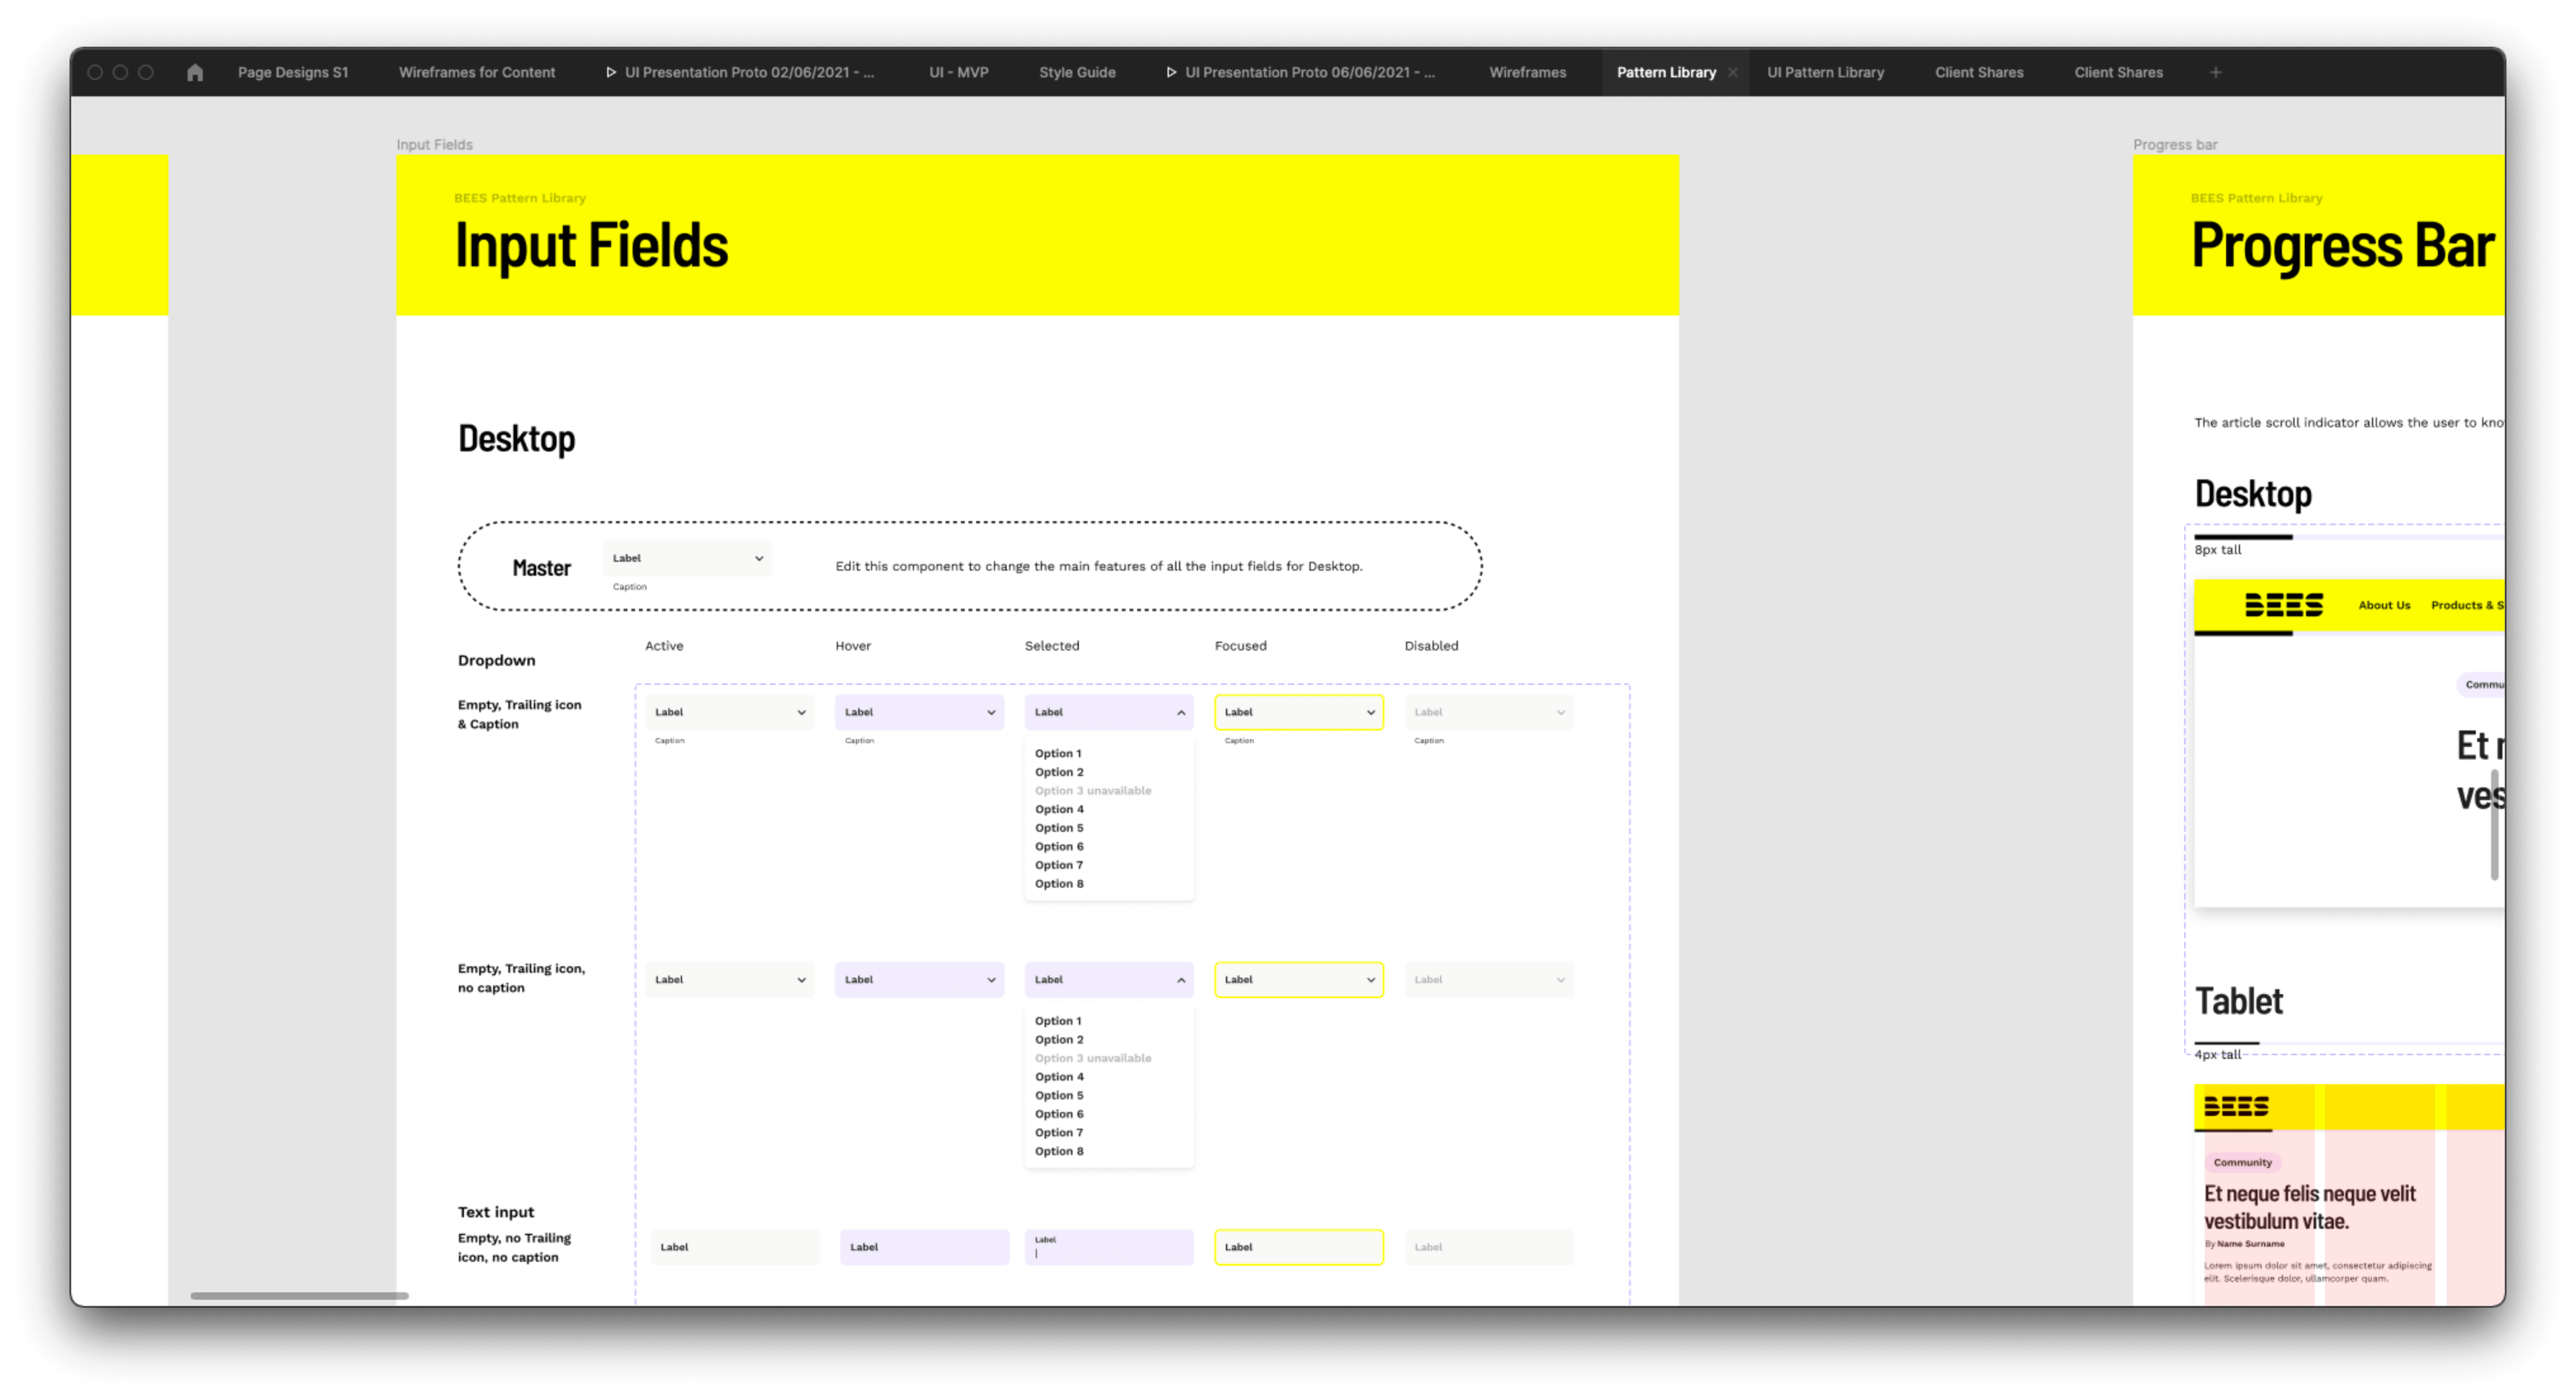 Page Designs S1
Wireframes for Content
UI Presentation Proto 02/06/2021 - ...
UI - MVP
Style Guide
UI Presentation Proto 06/06/2021 - ...
Wireframes
Pattern Library
UI Pattern Library
Client Shares
Client Shares
Input Fields
BEES Pattern Library
Input Fields
Desktop
Master
Label
Caption
Edit this component to change the main features of all the input fields for Desktop.
Active
Hover
Selected
Focused
Disabled
Dropdown
Empty, Trailing icon
& Caption
Label
Caption
Label
Caption
Label
Option 1
Option 2
Option 3 unavailable
Option 4
Option 5
Option 6
Option 7
Option 8
Label
Caption
Label
Caption
Empty, Trailing icon,
no caption
Label
Label
Label
Option 1
Option 2
Option 3 unavailable
Option 4
Option 5
Option 6
Option 7
Option 8
Label
Label
Text input
Empty, no Trailing
icon, no caption
Label
Label
Label
Label
Label
Progress bar
BEES Pattern Library
Progress Bar
The article scroll indicator allows the user to kno
Desktop
8px tall
BEES
About Us
Products & S
Commu
Et r
ves
Tablet
4px tall
BEES
Community
Et neque felis neque velit
vestibulum vitae.
By Name Surname
Lorem ipsum dolor sit amet, consectetur adipiscing
elit. Scelerisque dolor, ullamcorper quam.